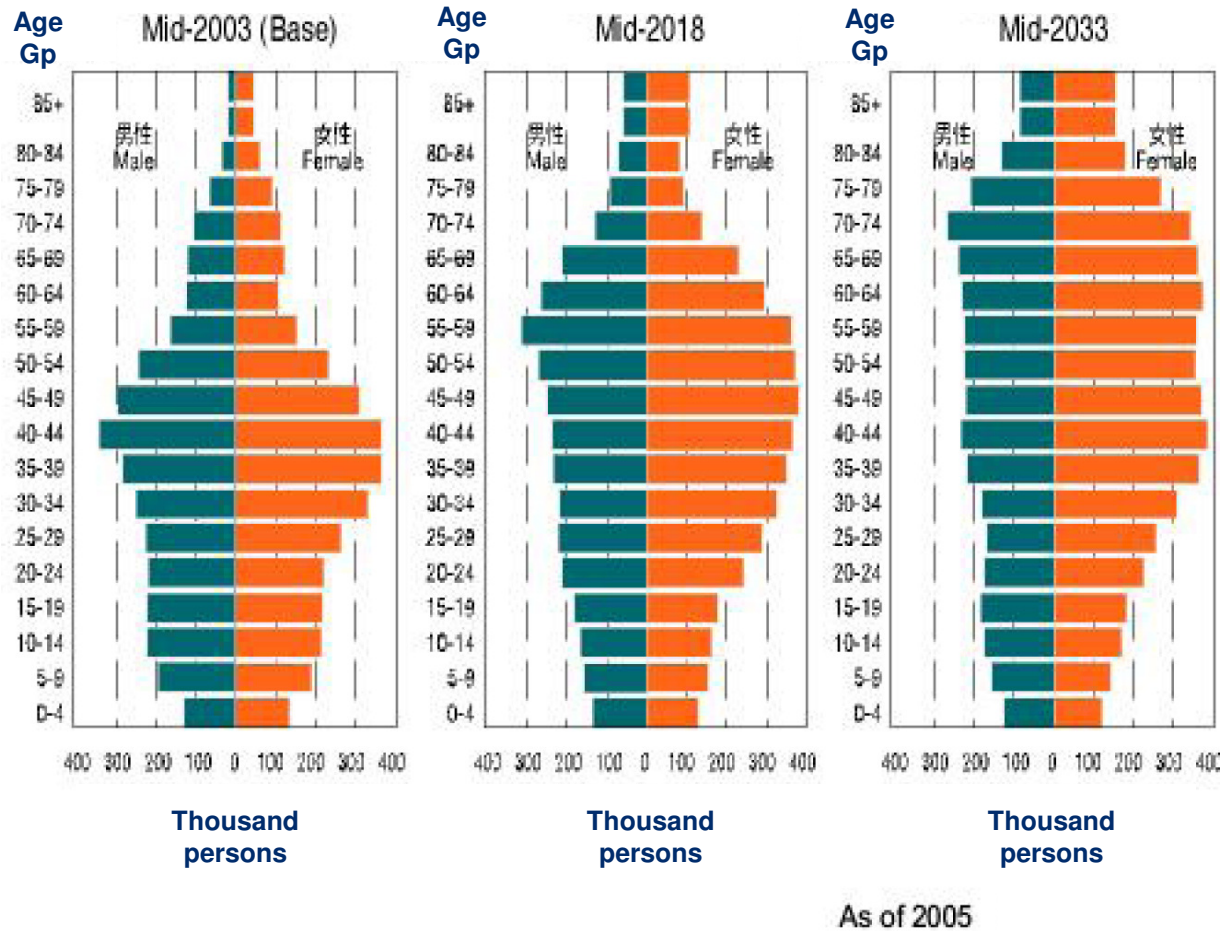 Age
Gp
Mid-2003 (Base)
85+
80-84
75-79
70-74
65-69
60-64
55-59
50-54
45-49
40-44
35-39
30-34
25-29
20-24
15-19
10-14
5-9
0-4
男性
Male
女性
Female
400 300 200 100 0 100 200 300 400
Thousand
persons
Age
Gp
Mid-2018
85+
80-84
75-79
70-74
65-69
60-64
55-59
50-54
45-49
40-44
35-39
30-34
25-29
20-24
15-19
10-14
5-9
0-4
男性
Male
女性
Female
400 300 200 100 0 100 200 300 400
Thousand
persons
Age
Gp
Mid-2033
85+
80-84
75-79
70-74
65-69
60-64
55-59
50-54
45-49
40-44
35-39
30-34
25-29
20-24
15-19
10-14
5-9
0-4
男性
Male
女性
Female
400 300 200 100 0 100 200 300 400
Thousand
persons
As of 2005